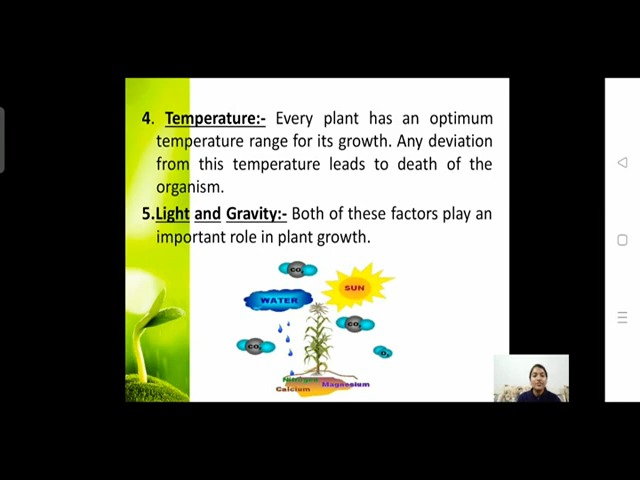 4. Temperature:- Every plant has an optimum
temperature range for its growth. Any deviation
from this temperature leads to death of the
organism.
5.Light and Gravity:- Both of these factors play an
important role in plant growth.
CO₂
SUN
WATER
CO₂
CO₂
O₂
Nitrogen
Magnesium
Calcium